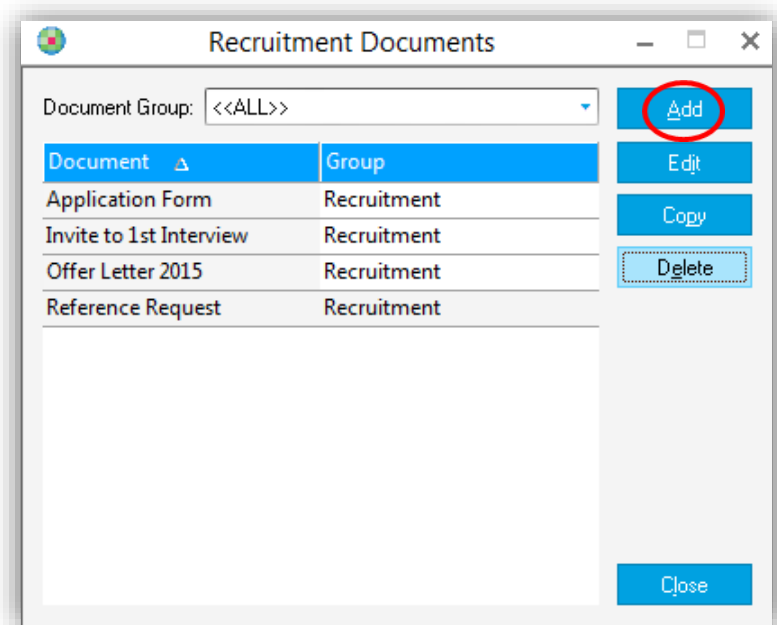 Recruitment Documents
Document Group: <<ALL>>
Add
Document Group
Edit
Application Form Recruitment
Copy
Invite to 1st Interview Recruitment
Offer Letter 2015 Recruitment
Delete
Reference Request Recruitment
Close